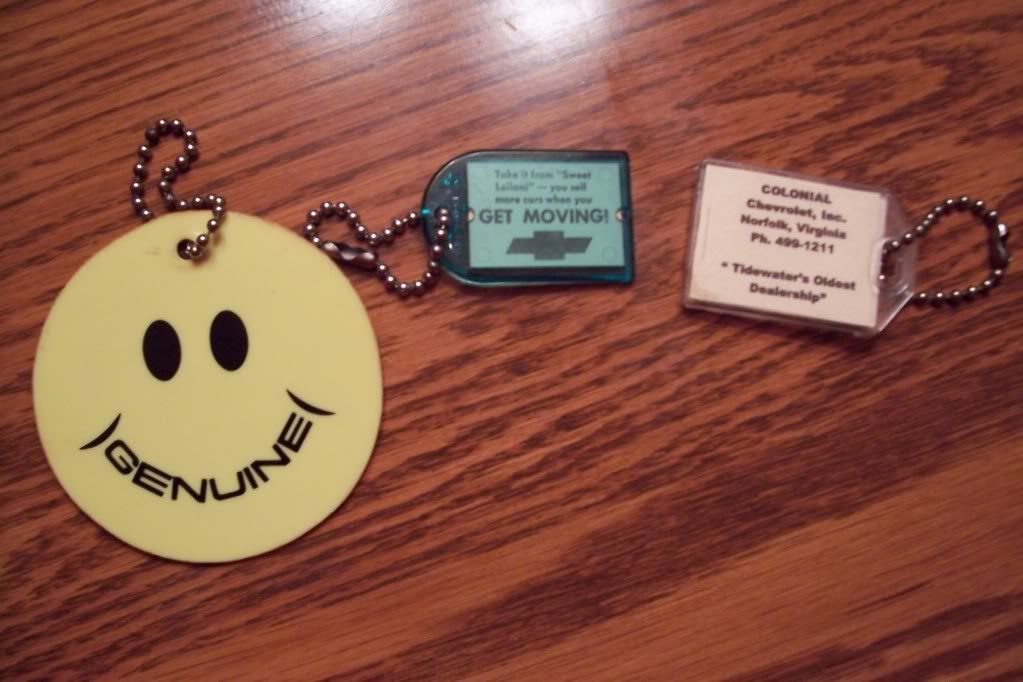 GENUINE
Take it from "Sweet
Leilani" — you sell
more cars when you
GET MOVING!
COLONIAL
Chevrolet, Inc.
Norfolk, Virginia
Ph. 499-1211
" Tidewater's Oldest
Dealership"